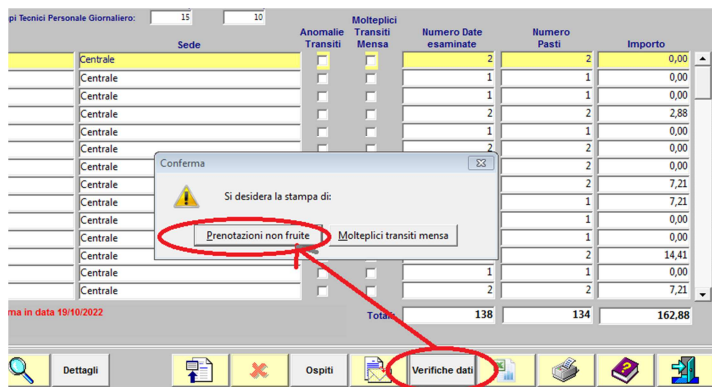 pi Tecnici Personale Giornaliero: 15 10
Sede Anomalie Transiti Molteplici Transiti Mensa Numero Date esaminate Numero Pasti Importo
Centrale 2 2 0,00
Centrale 1 1 0,00
Centrale 1 1 0,00
Centrale 2 2 2,88
Centrale 1 1 0,00
Centrale 2 2 0,00
Centrale 2 0,00
Centrale 2 7,21
Centrale 1 7,21
Centrale 1 0,00
Centrale 1 0,00
Centrale 2 14,41
Centrale 1 1 0,00
Centrale 2 2 7,21
Conferma
Si desidera la stampa di:
Prenotazioni non fruite Molteplici transiti mensa
ma in data 19/10/2022 Totali: 138 134 162,88
Dettagli Ospiti Verifiche dati